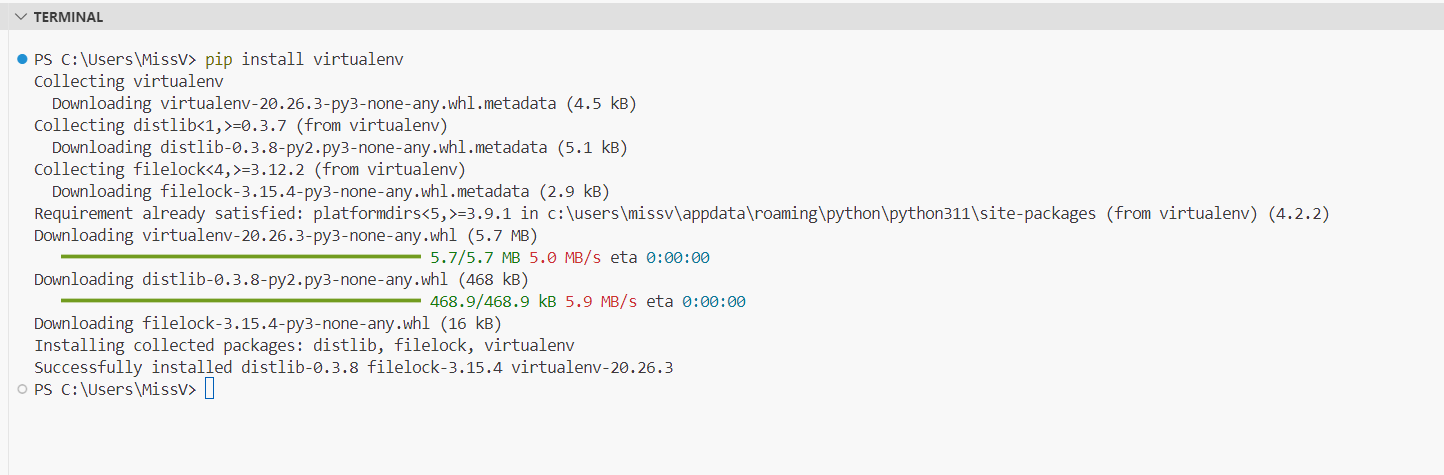 TERMINAL
PS C:\Users\MissV> pip install virtualenv
Collecting virtualenv
  Downloading virtualenv-20.26.3-py3-none-any.whl.metadata (4.5 kB)
Collecting distlib<1,>=0.3.7 (from virtualenv)
  Downloading distlib-0.3.8-py2.py3-none-any.whl.metadata (5.1 kB)
Collecting filelock<4,>=3.12.2 (from virtualenv)
  Downloading filelock-3.15.4-py3-none-any.whl.metadata (2.9 kB)
Requirement already satisfied: platformdirs<5,>=3.9.1 in c:\users\missv\appdata\roaming\python\python311\site-packages (from virtualenv) (4.2.2)
Downloading virtualenv-20.26.3-py3-none-any.whl (5.7 MB)
5.7/5.7 MB 5.0 MB/s eta 0:00:00
Downloading distlib-0.3.8-py2.py3-none-any.whl (468 kB)
468.9/468.9 kB 5.9 MB/s eta 0:00:00
Downloading filelock-3.15.4-py3-none-any.whl (16 kB)
Installing collected packages: distlib, filelock, virtualenv
Successfully installed distlib-0.3.8 filelock-3.15.4 virtualenv-20.26.3
PS C:\Users\MissV>